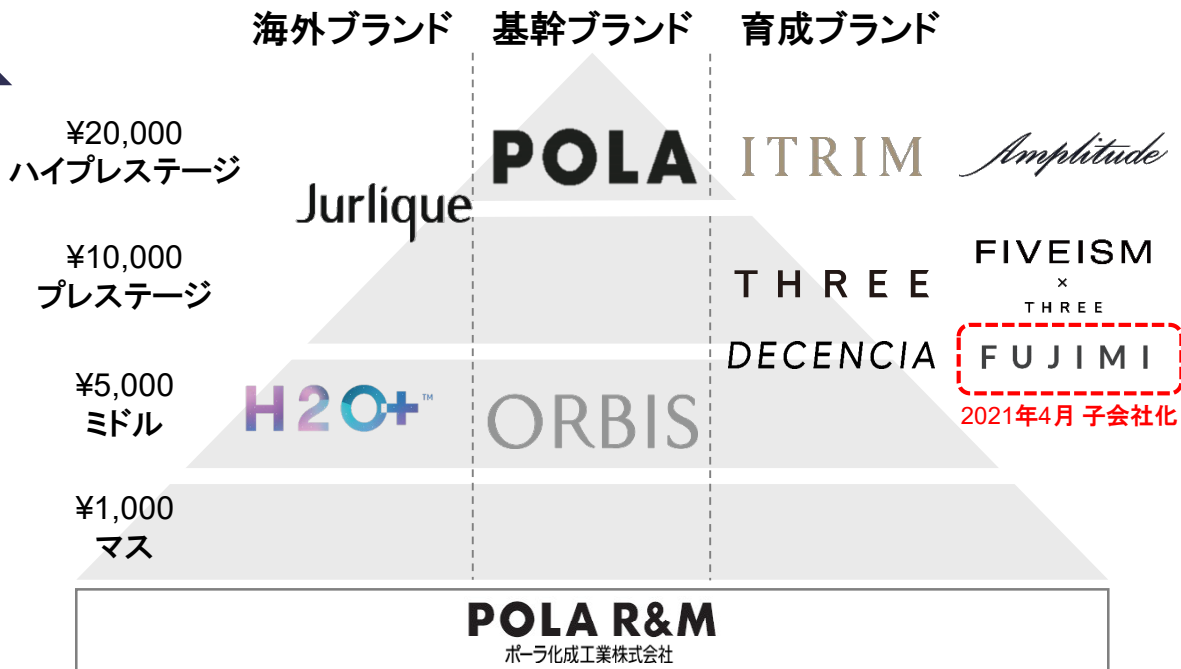 海外ブランド 基幹ブランド 育成ブランド
¥20,000
ハイプレステージ
POLA
ITRIM
Amplitude
Jurlique
¥10,000
プレステージ
THREE
FIVEISM
×
THREE
DECENCIA
FUJIMI
2021年4月 子会社化
¥5,000
ミドル
H2O+™
ORBIS
¥1,000
マス
POLA R&M
ポーラ化成工業株式会社